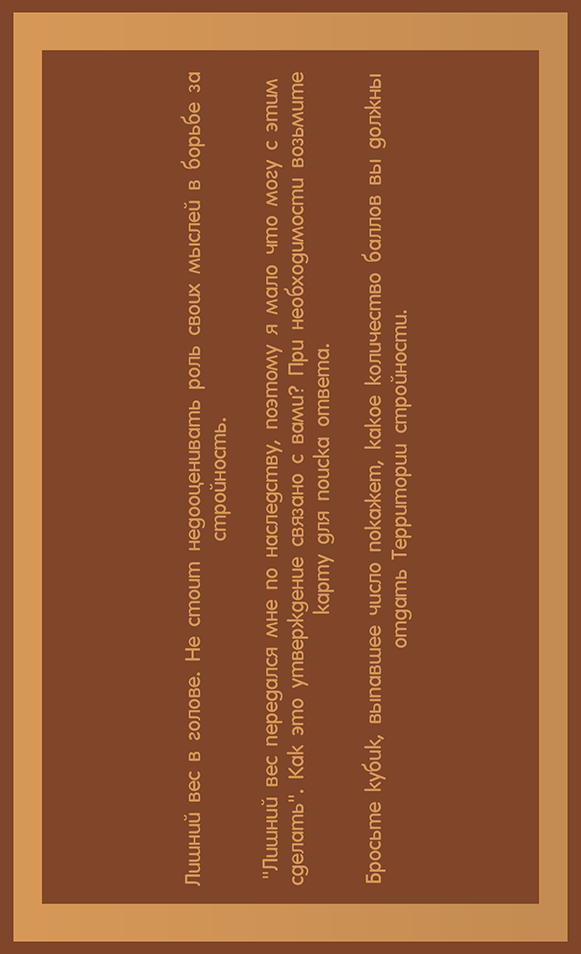 Лишний вес в голове. Не стоит недооценивать роль своих мыслей в борьбе за
стройность.
"Лишний вес передался мне по наследству, поэтому я мало что могу с этим
сделать". Как это утверждение связано с вами? При необходимости возьмите
карту для поиска ответа.
Бросьте кубик, выпавшее число покажет, какое количество баллов вы должны
отдать Территории стройности.